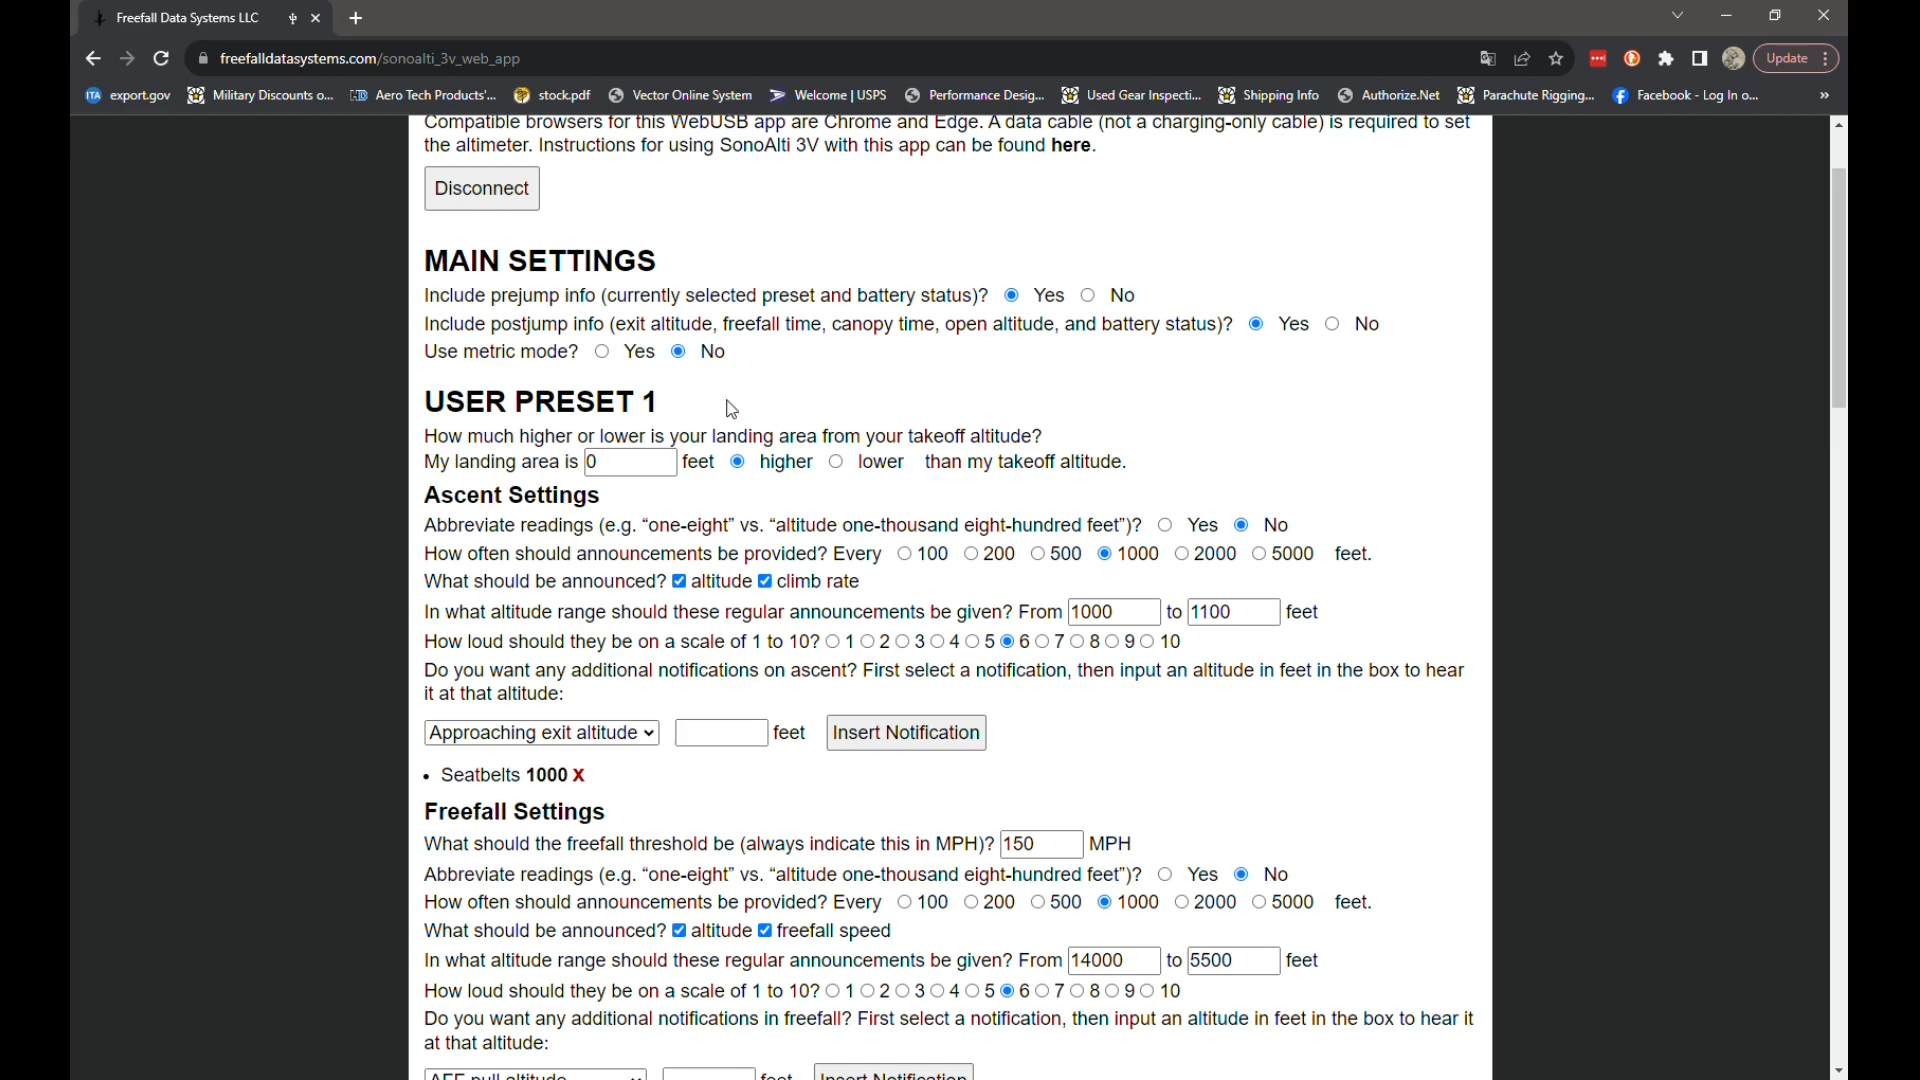 Freefall Data Systems LLC
freefalldatasystems.com/sonoalti_3v_web_app
Update
export.gov Military Discounts o... Aero Tech Products'... stock.pdf Vector Online System Welcome | USPS Performance Desig... Used Gear Inspecti... Shipping Info Authorize.Net Parachute Rigging... Facebook - Log In o... »
Compatible browsers for this WebUSB app are Chrome and Edge. A data cable (not a charging-only cable) is required to set
the altimeter. Instructions for using SonoAlti 3V with this app can be found here.
Disconnect
MAIN SETTINGS
Include prejump info (currently selected preset and battery status)? Yes No
Include postjump info (exit altitude, freefall time, canopy time, open altitude, and battery status)? Yes No
Use metric mode? Yes No
USER PRESET 1
How much higher or lower is your landing area from your takeoff altitude?
My landing area is 0 feet higher lower than my takeoff altitude.
Ascent Settings
Abbreviate readings (e.g. “one-eight” vs. “altitude one-thousand eight-hundred feet”)? Yes No
How often should announcements be provided? Every 100 200 500 1000 2000 5000 feet.
What should be announced? altitude climb rate
In what altitude range should these regular announcements be given? From 1000 to 1100 feet
How loud should they be on a scale of 1 to 10? 1 2 3 4 5 6 7 8 9 10
Do you want any additional notifications on ascent? First select a notification, then input an altitude in feet in the box to hear
it at that altitude:
Approaching exit altitude feet Insert Notification
• Seatbelts 1000 X
Freefall Settings
What should the freefall threshold be (always indicate this in MPH)? 150 MPH
Abbreviate readings (e.g. “one-eight” vs. “altitude one-thousand eight-hundred feet”)? Yes No
How often should announcements be provided? Every 100 200 500 1000 2000 5000 feet.
What should be announced? altitude freefall speed
In what altitude range should these regular announcements be given? From 14000 to 5500 feet
How loud should they be on a scale of 1 to 10? 1 2 3 4 5 6 7 8 9 10
Do you want any additional notifications in freefall? First select a notification, then input an altitude in feet in the box to hear it
at that altitude:
AFF pull altitude feet Insert Notification